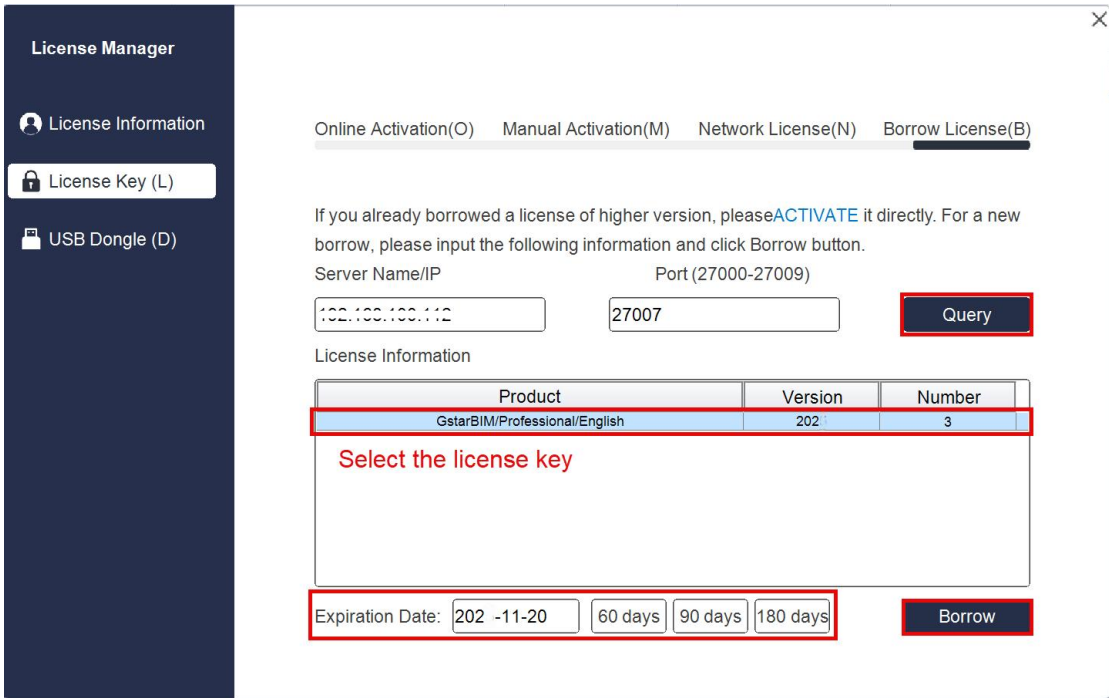 License Manager
License Information
License Key (L)
USB Dongle (D)
Online Activation(O) Manual Activation(M) Network License(N) Borrow License(B)
If you already borrowed a license of higher version, pleaseACTIVATE it directly. For a new
borrow, please input the following information and click Borrow button.
Server Name/IP Port (27000-27009)
27007 Query
License Information
Product Version Number
GstarBIM/Professional/English 3
Select the license key
Expiration Date: -11-20 60 days 90 days 180 days Borrow